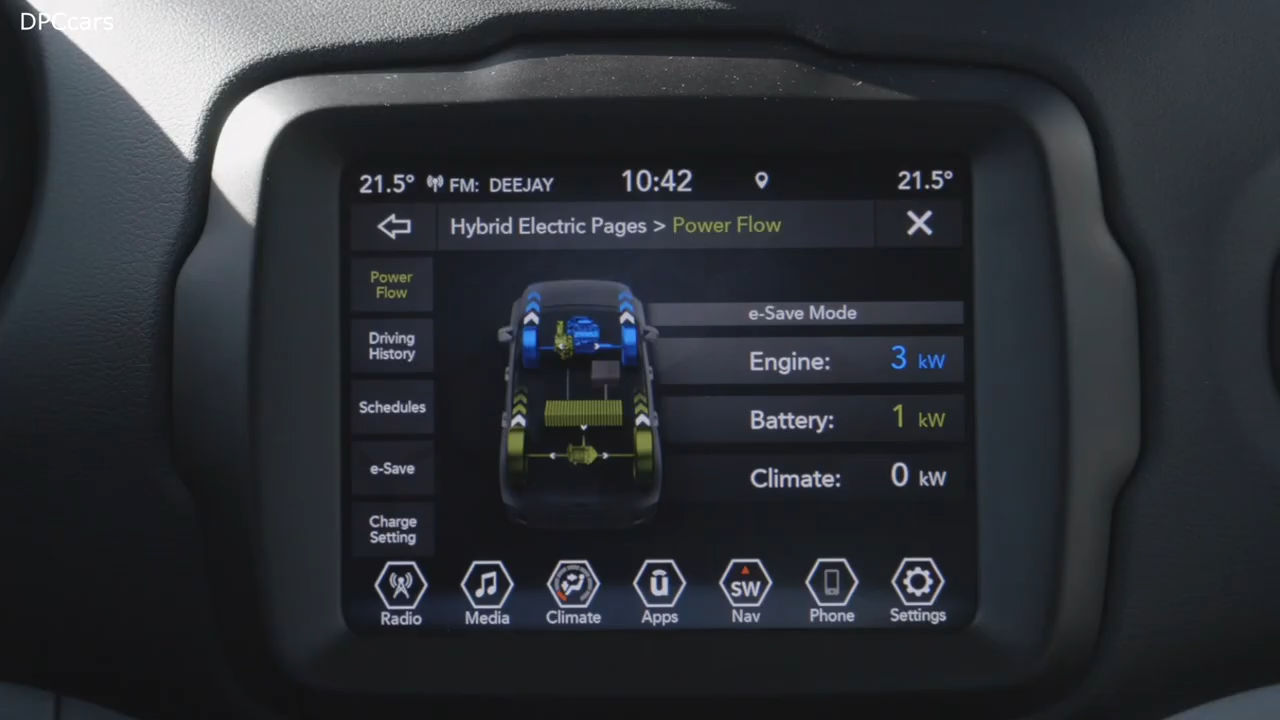 DPCcars
21.5° FM: DEEJAY 10:42 21.5°
Hybrid Electric Pages > Power Flow
Power
Flow
Driving
History
Schedules
e-Save
Charge
Setting
e-Save Mode
Engine: 3 kW
Battery: 1 kW
Climate: 0 kW
ū
SW
Radio Media Climate Apps Nav Phone Settings